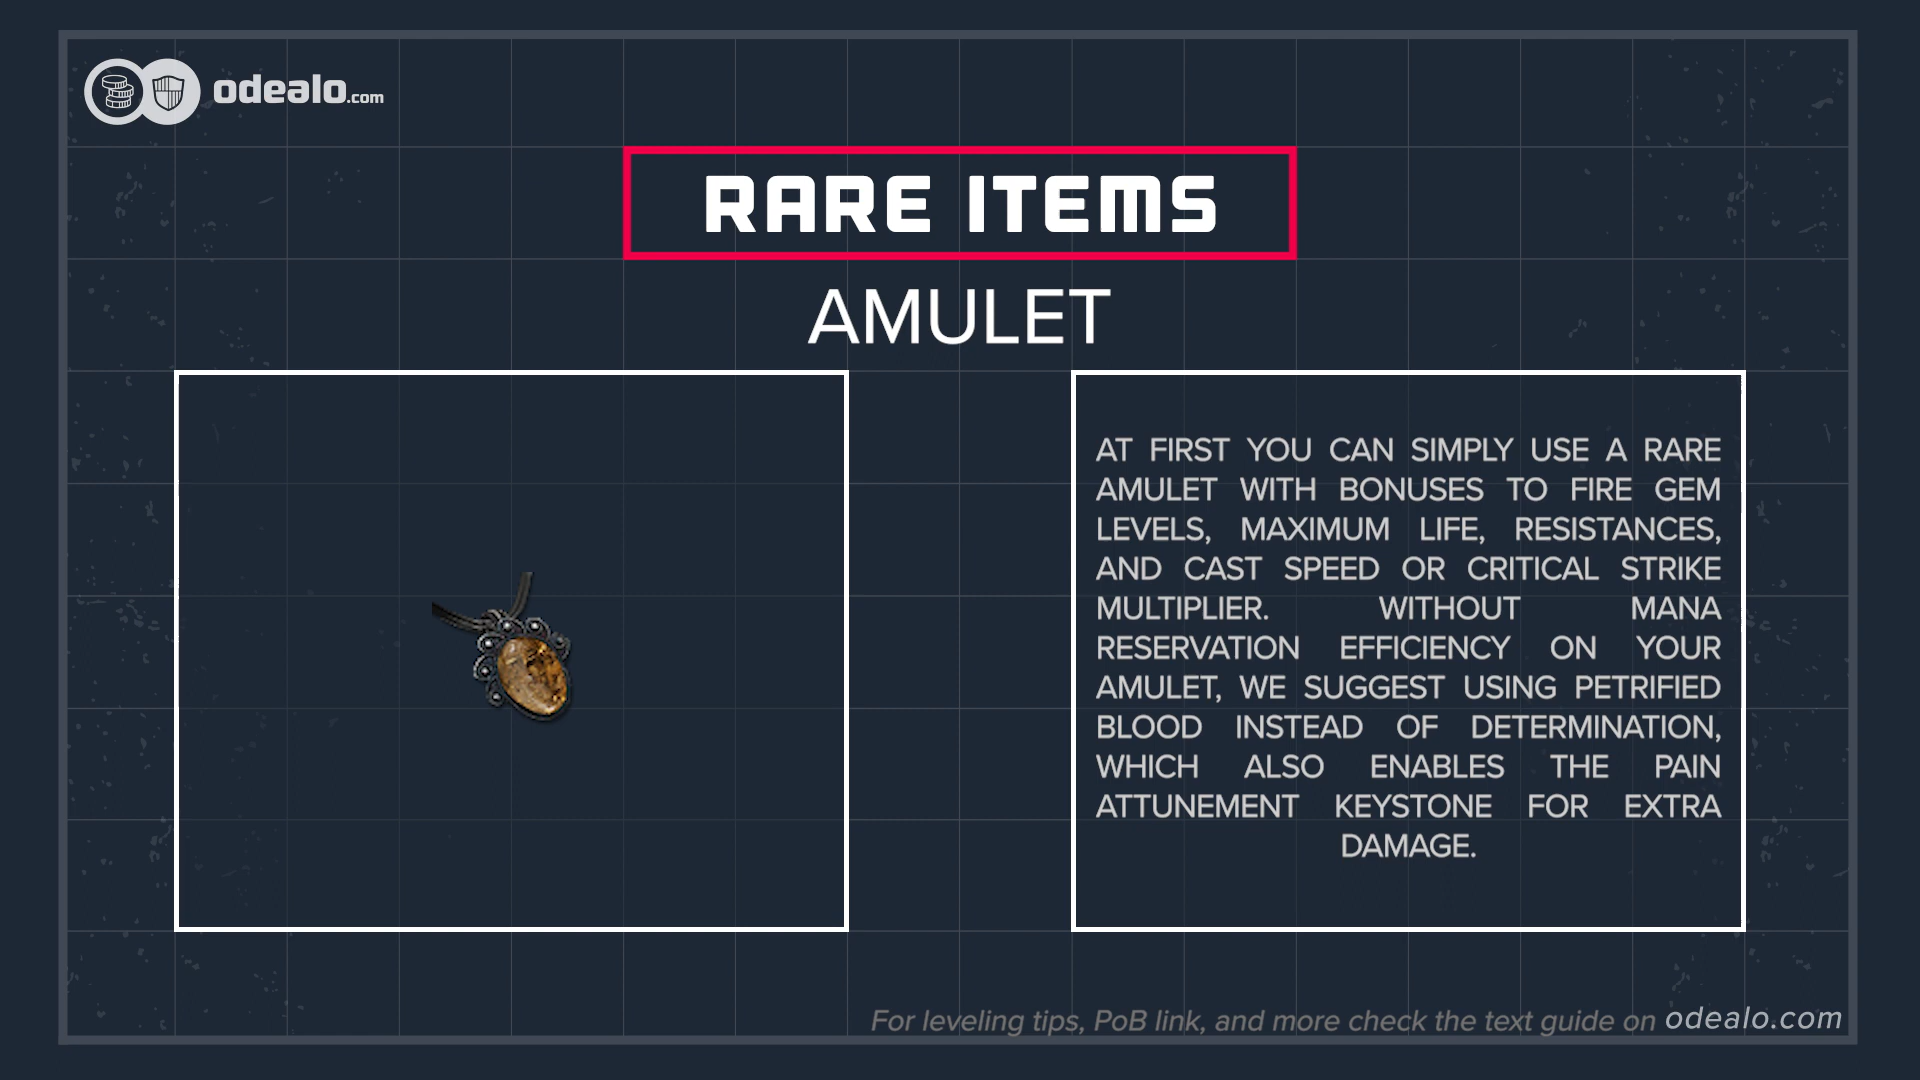 odealo.com
RARE ITEMS
AMULET
AT FIRST YOU CAN SIMPLY USE A RARE
AMULET WITH BONUSES TO FIRE GEM
LEVELS, MAXIMUM LIFE, RESISTANCES,
AND CAST SPEED OR CRITICAL STRIKE
MULTIPLIER. WITHOUT MANA
RESERVATION EFFICIENCY ON YOUR
AMULET, WE SUGGEST USING PETRIFIED
BLOOD INSTEAD OF DETERMINATION,
WHICH ALSO ENABLES THE PAIN
ATTUNEMENT KEYSTONE FOR EXTRA
DAMAGE.
For leveling tips, PoB link, and more check the text guide on odealo.com